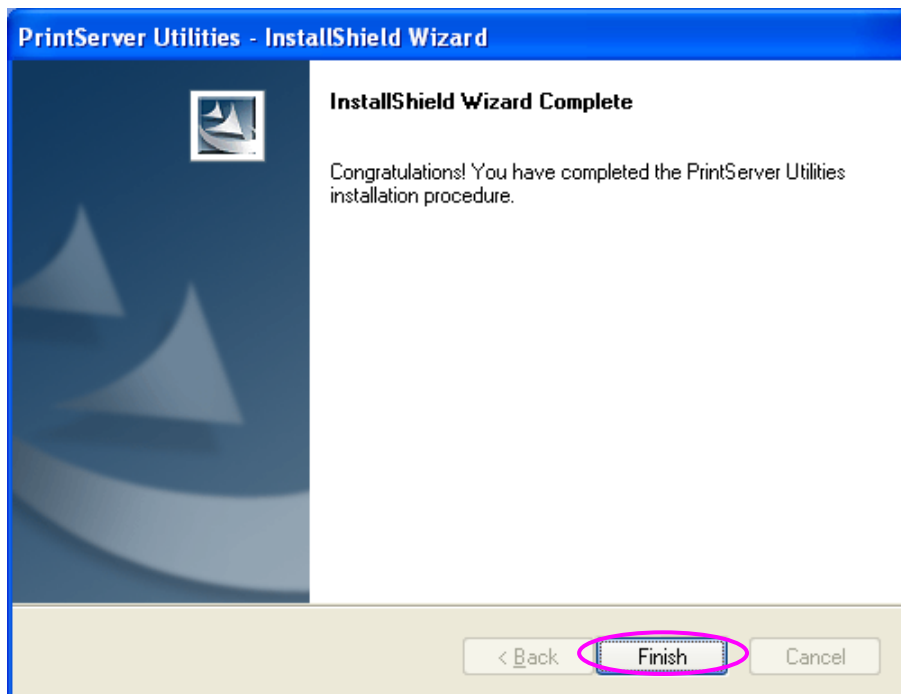 PrintServer Utilities - InstallShield Wizard
InstallShield Wizard Complete
Congratulations! You have completed the PrintServer Utilities
installation procedure.
< Back
Finish
Cancel